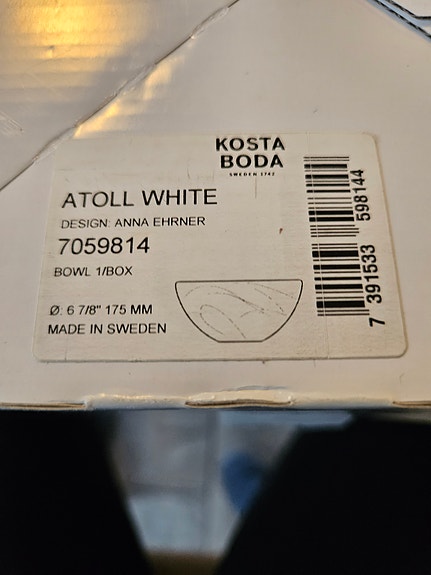 KOSTA
BODA
SWEDEN 1742
ATOLL WHITE
DESIGN: ANNA EHRNER
7059814
BOWL 1/BOX
Ø: 6 7/8" 175 MM
MADE IN SWEDEN
7 391533 598144